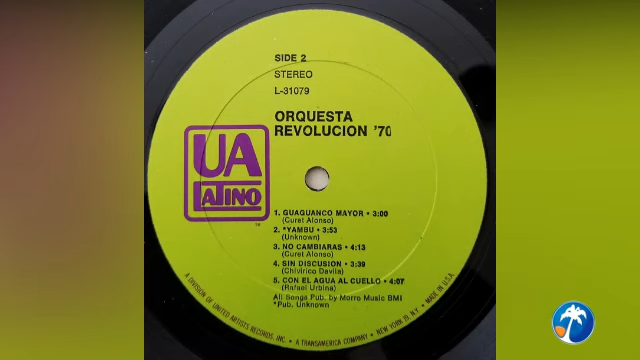 SIDE 2
STEREO
L-31079
ORQUESTA
REVOLUCION '70
UA
LATINO
TM
1. GUAGUANCO MAYOR • 3:00
(Curet Alonso)
2. *YAMBU • 3:53
(Unknown)
3. NO CAMBIARAS • 4:13
(Curet Alonso)
4. SIN DISCUSION • 3:39
(Chivirico Davila)
5. CON EL AGUA AL CUELLO • 4:07
(Rafael Urbina)
All Songs Pub. by Morro Music BMI
*Pub. Unknown
A DIVISION OF UNITED ARTISTS RECORDS, INC. • A TRANSAMERICA COMPANY • NEW YORK 19, N.Y. • MADE IN U.S.A.